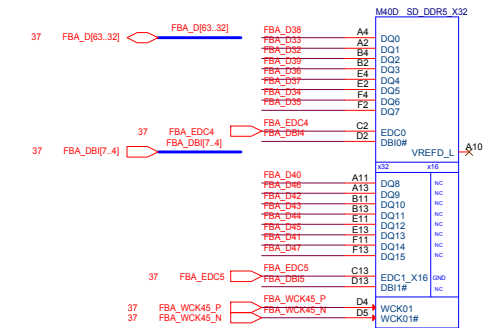 M40D SD_DDR5_X32
37 FBA_D[63..32] FBA_D[63..32]
FBA_D38 A4 DQ0
FBA_D33 A2 DQ1
FBA_D32 B4 DQ2
FBA_D39 B2 DQ3
FBA_D36 E4 DQ4
FBA_D37 E2 DQ5
FBA_D34 F4 DQ6
FBA_D35 F2 DQ7
37 FBA_EDC4 FBA_EDC4 C2 EDC0
37 FBA_DBI[7..4] FBA_DBI[7..4] FBA_DBI4 D2 DBI0#
VREFD_L A10
x32 x16
FBA_D40 A11 DQ8 NC
FBA_D46 A13 DQ9 NC
FBA_D42 B11 DQ10 NC
FBA_D43 B13 DQ11 NC
FBA_D44 E11 DQ12 NC
FBA_D45 E13 DQ13 NC
FBA_D41 F11 DQ14 NC
FBA_D47 F13 DQ15 NC
37 FBA_EDC5 FBA_EDC5 C13 EDC1_X16 GND
FBA_DBI5 D13 DBI1# NC
37 FBA_WCK45_P FBA_WCK45_P D4 WCK01
37 FBA_WCK45_N FBA_WCK45_N D5 WCK01#